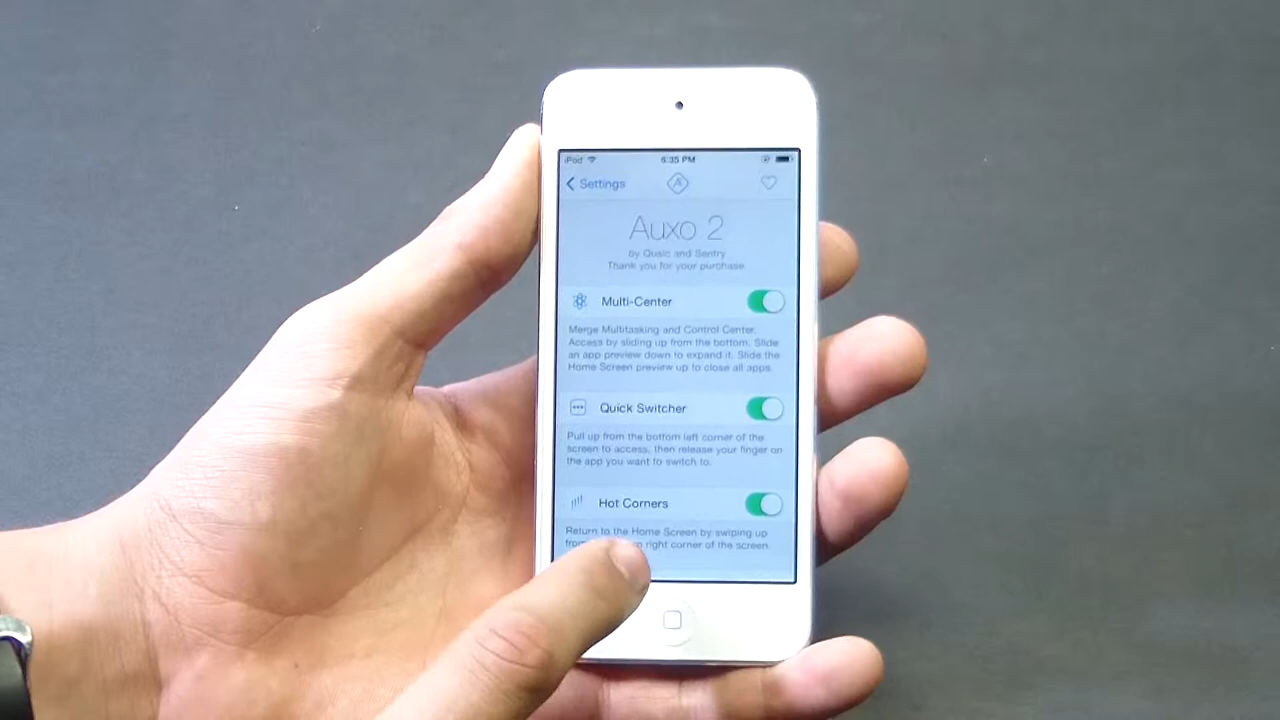 iPod 6:35 PM
Settings
Auxo 2
by Qusic and Sentry
Thank you for your purchase.
Multi-Center
Merge Multitasking and Control Center.
Access by sliding up from the bottom. Slide
an app preview down to expand it. Slide the
Home Screen preview up to close all apps.
Quick Switcher
Pull up from the bottom left corner of the
screen to access, then release your finger on
the app you want to switch to.
Hot Corners
Return to the Home Screen by swiping up
right corner of the screen.